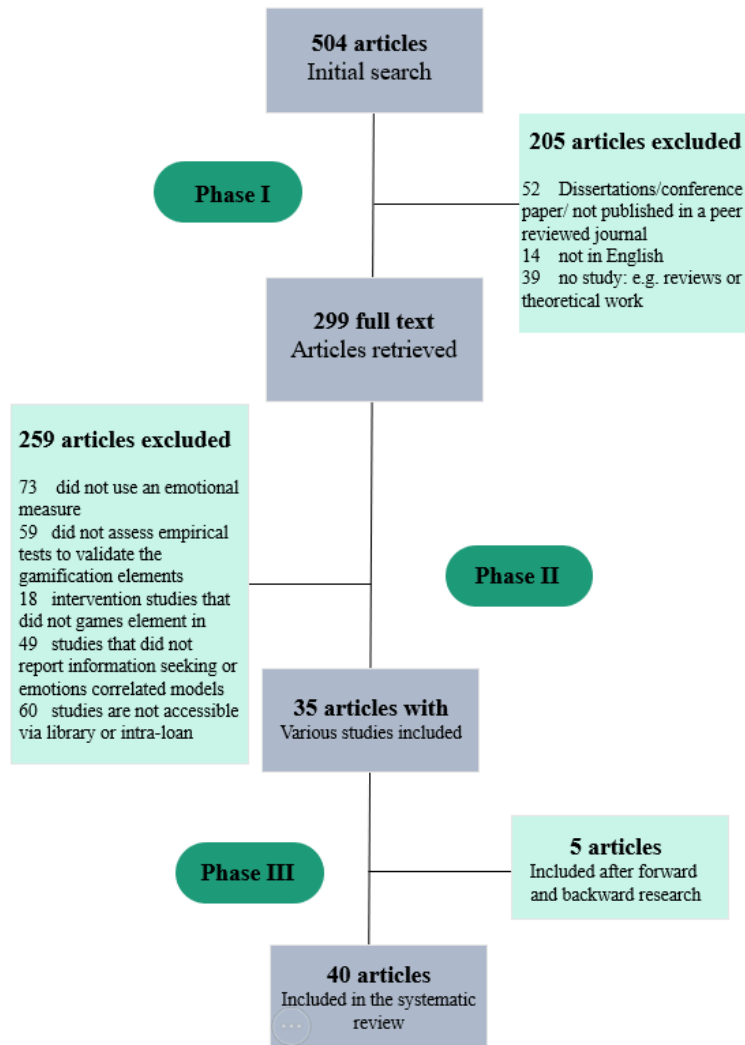 504 articles
Initial search
205 articles excluded
Phase I
52 Dissertations/conference
paper/ not published in a peer
reviewed journal
14 not in English
39 no study: e.g. reviews or
theoretical work
299 full text
Articles retrieved
259 articles excluded
73 did not use an emotional
measure
59 did not assess empirical
tests to validate the
gamification elements
18 intervention studies that
did not games element in
49 studies that did not
report information seeking or
emotions correlated models
60 studies are not accessible
via library or intra-loan
Phase II
35 articles with
Various studies included
Phase III
5 articles
Included after forward
and backward research
40 articles
Included in the systematic
review